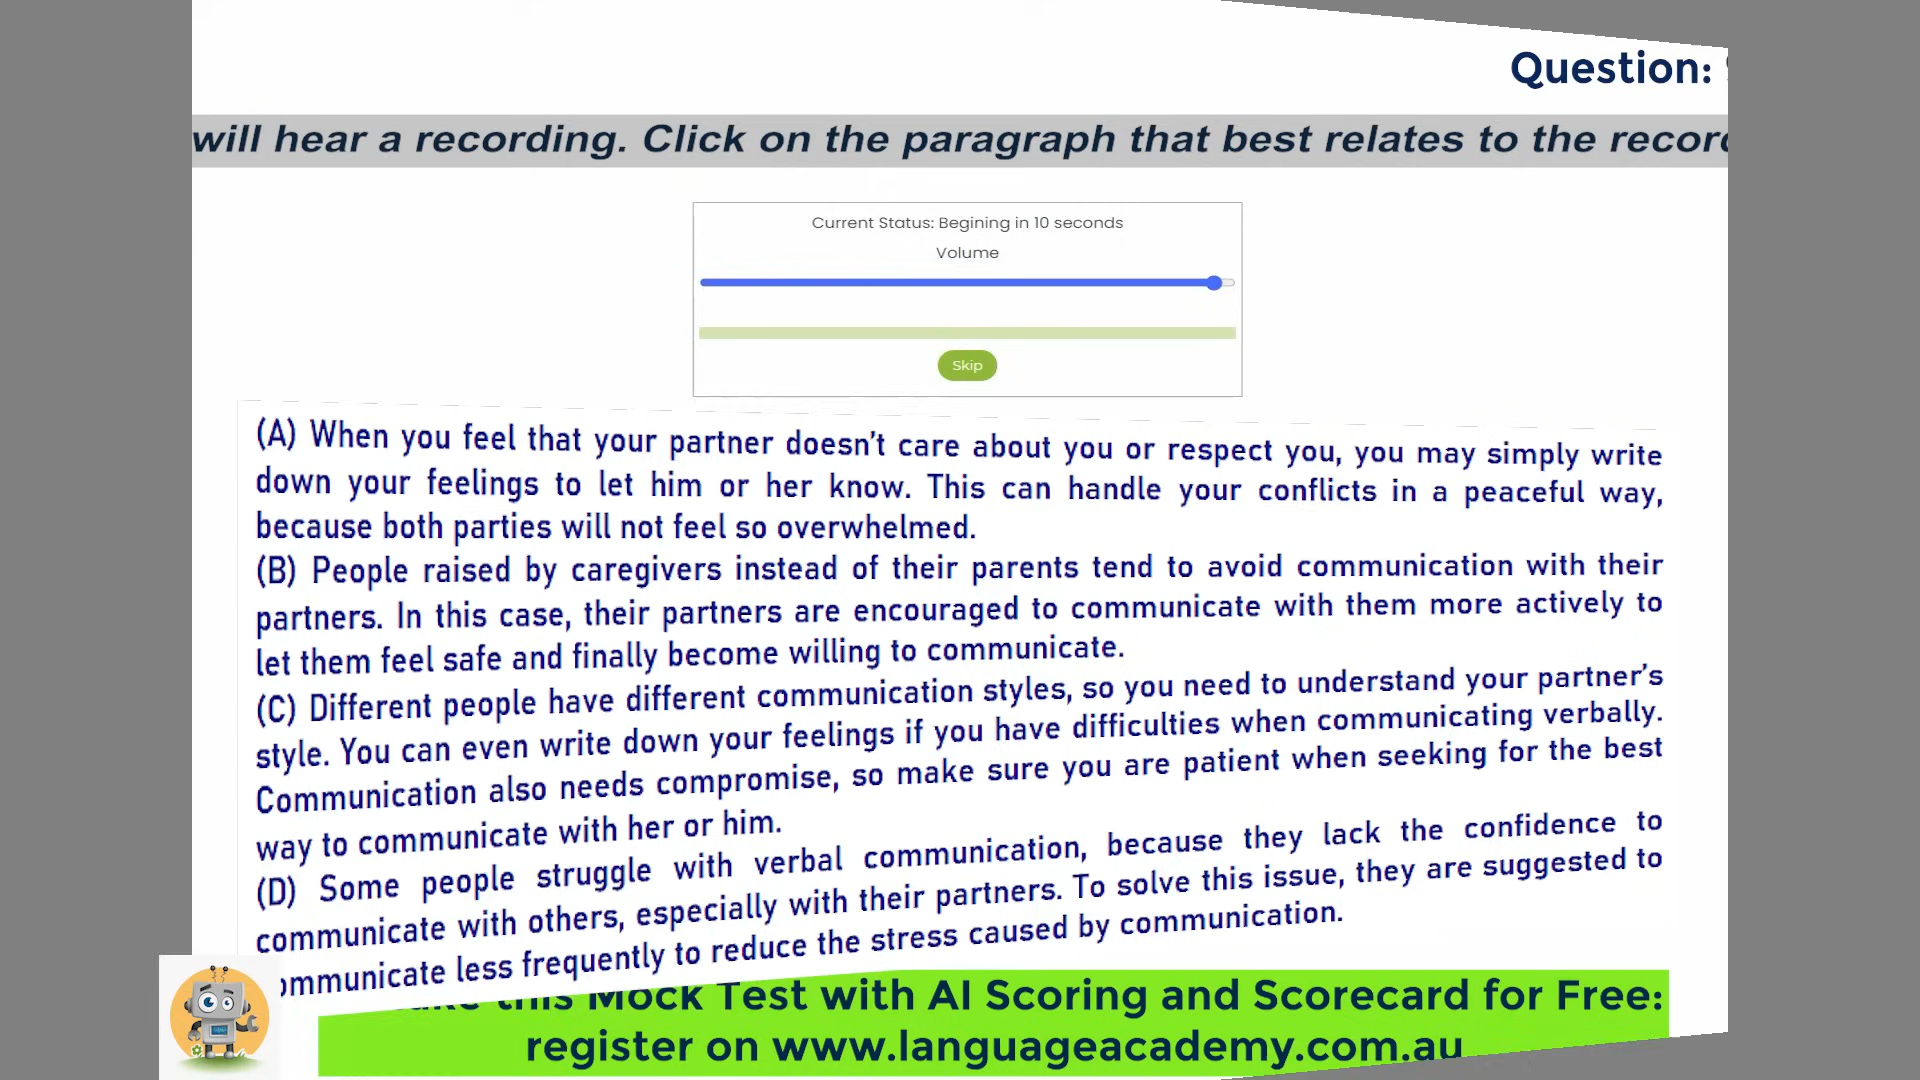 Question:
will hear a recording. Click on the paragraph that best relates to the recor
Current Status: Begining in 10 seconds
Volume
Skip
(A) When you feel that your partner doesn't care about you or respect you, you may simply write
down your feelings to let him or her know. This can handle your conflicts in a peaceful way,
because both parties will not feel so overwhelmed.
(B) People raised by caregivers instead of their parents tend to avoid communication with their
partners. In this case, their partners are encouraged to communicate with them more actively to
let them feel safe and finally become willing to communicate.
(C) Different people have different communication styles, so you need to understand your partner's
style. You can even write down your feelings if you have difficulties when communicating verbally.
Communication also needs compromise, so make sure you are patient when seeking for the best
way to communicate with her or him.
(D) Some people struggle with verbal communication, because they lack the confidence to
communicate with others, especially with their partners. To solve this issue, they are suggested to
ommunicate less frequently to reduce the stress caused by communication.
this Mock Test with AI Scoring and Scorecard for Free:
register on www.languageacademy.com.au